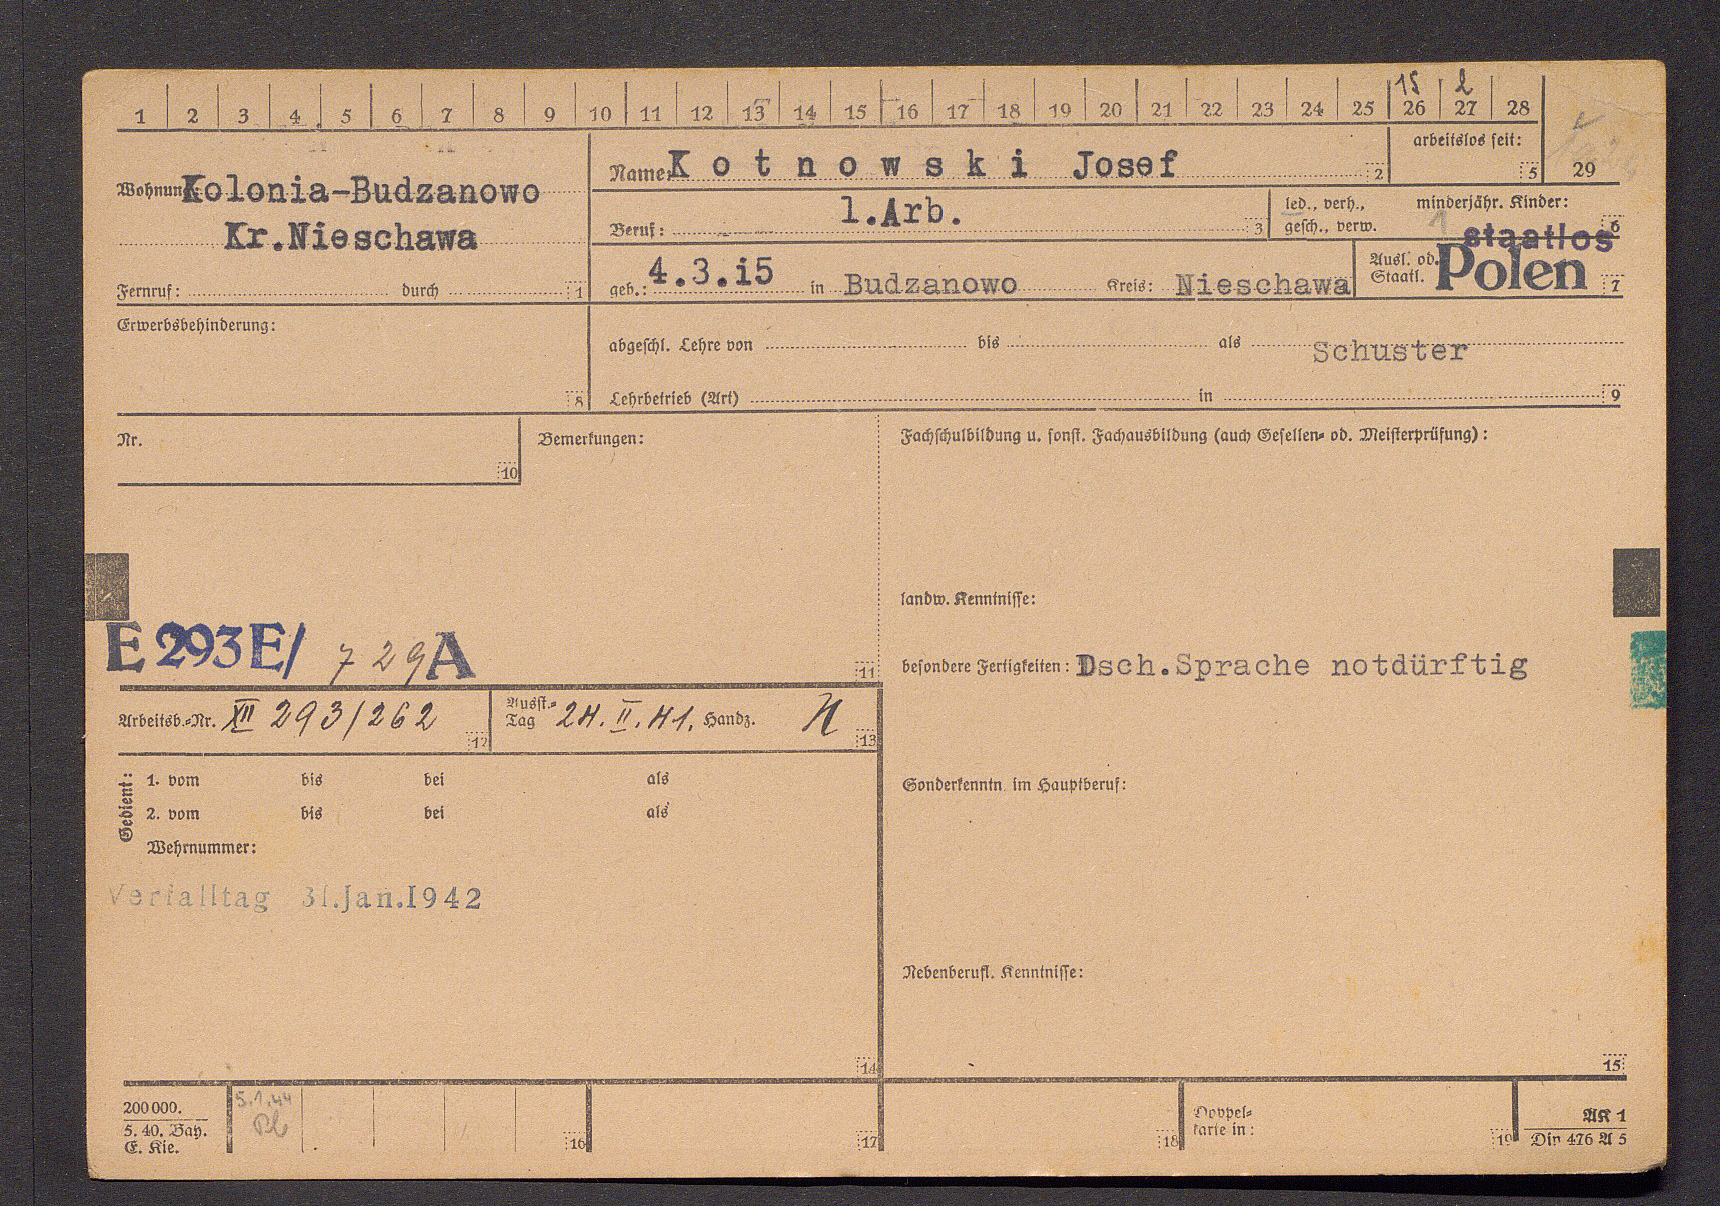 15 2
1 2 3 4 5 6 7 8 9 10 11 12 13 14 15 16 17 18 19 20 21 22 23 24 25 26 27 28
29
Wohnung: Kolonia-Budzanowo
Kr.Nieschawa
Fernruf: durch 1
Name: Kotnowski Josef 2
arbeitslos seit: 5
Beruf: l.Arb. 3
led., verh.,
gesch., verw.
minderjähr. Kinder:
1 6
geb.: 4.3.i5 in Budzanowo Kreis: Nieschawa
Ausl. od.
Staatl.
staatlos
Polen 7
Erwerbsbehinderung:
8
abgeschl. Lehre von bis als Schuster
Lehrbetrieb (Art) in 9
Nr.
10
Bemerkungen:
Fachschulbildung u. sonst. Fachausbildung (auch Gesellen- od. Meisterprüfung):
landw. Kenntnisse:
E 293E/ 729A
11
besondere Fertigkeiten: Dsch.Sprache notdürftig
Arbeitsb.-Nr. XII 293/262 12
Ausst.-
Tag 24. II. 41. Handz. 13
Gedient:
1. vom bis bei als
2. vom bis bei als
Wehrnummer:
Sonderkenntn. im Hauptberuf:
Verfalltag 31.Jan.1942
Nebenberufl. Kenntnisse:
14
15
200000.
5. 40. Bay.
E. Kie.
5.1.44
16
17
18
Doppel-
karte in:
19
AK 1
Din 476 A 5